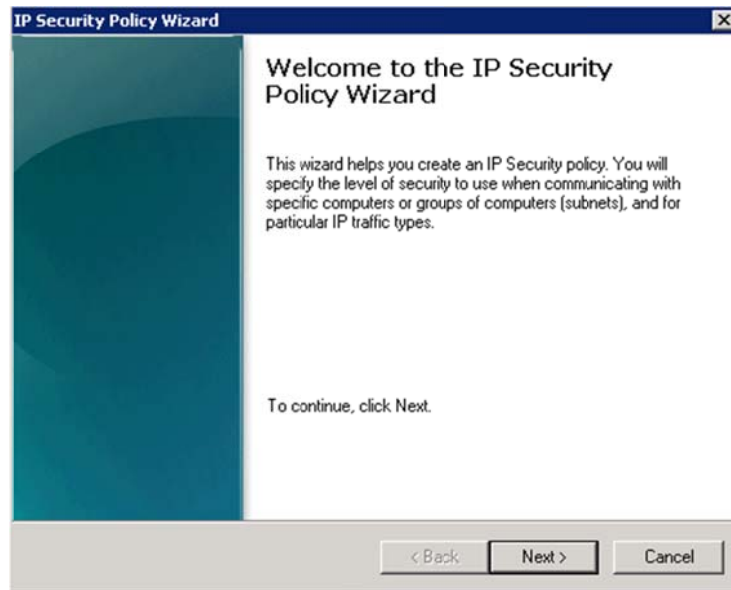 IP Security Policy Wizard
Welcome to the IP Security
Policy Wizard
This wizard helps you create an IP Security policy. You will
specify the level of security to use when communicating with
specific computers or groups of computers (subnets), and for
particular IP traffic types.
To continue, click Next.
< Back
Next >
Cancel